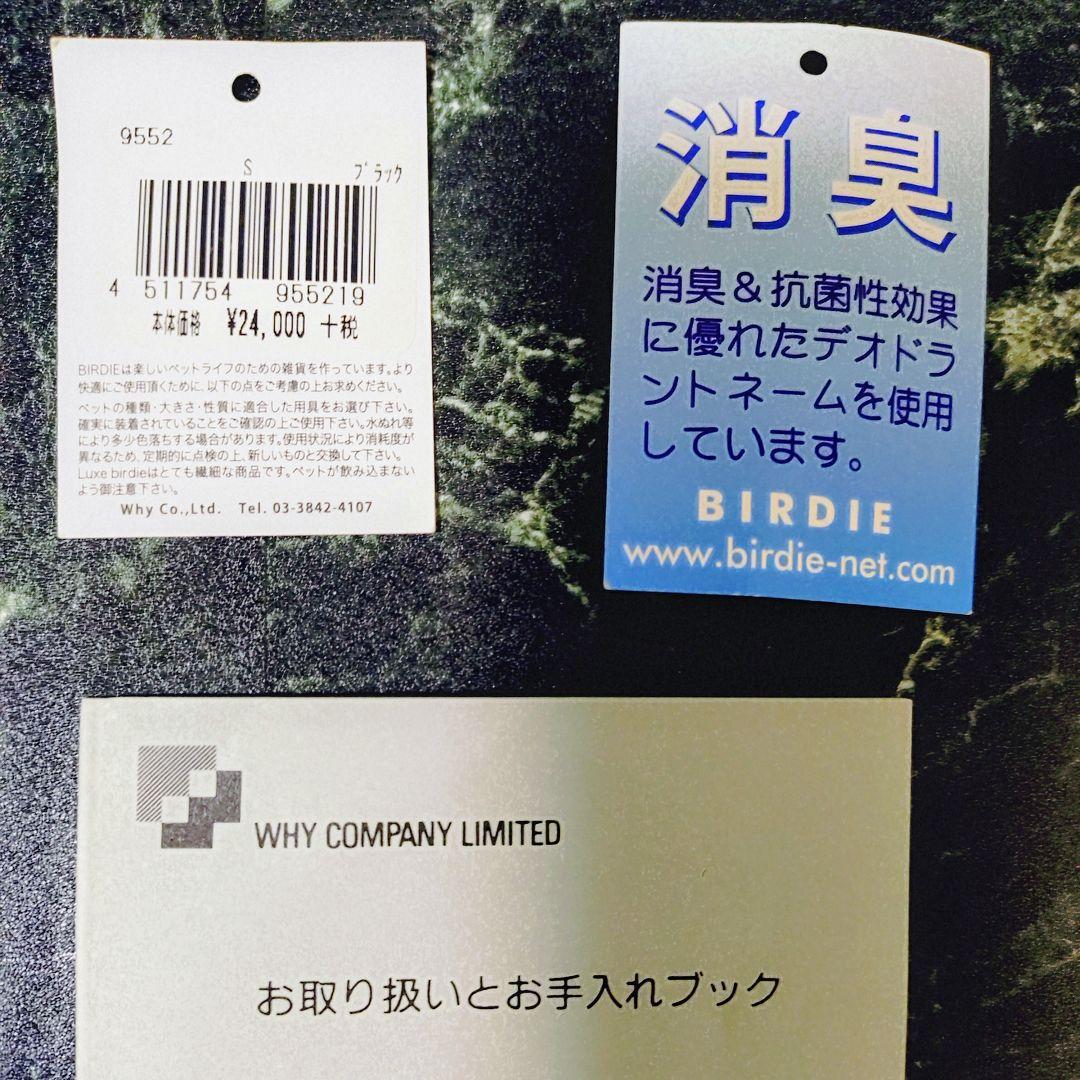 9552
S
ブラック
4 511754 955219
本体価格 ¥24,000 +税
BIRDIEは楽しいペットライフのための雑貨を作っています。より
快適にご使用頂くために、以下の点をご考慮の上お求めください。
ペットの種類・大きさ・性質に適合した用具をお選び下さい。
確実に装着されていることをご確認の上ご使用下さい。水ぬれ等
により多少色落ちする場合があります。使用状況により消耗度が
異なるため、定期的に点検の上、新しいものと交換して下さい。
Luxe birdieはとても繊細な商品です。ペットが飲み込まない
よう御注意下さい。
Why Co.,Ltd. Tel. 03-3842-4107
消臭
消臭&抗菌性効果
に優れたデオドラ
ントネームを使用
しています。
BIRDIE
www.birdie-net.com
WHY COMPANY LIMITED
お取り扱いとお手入れブック